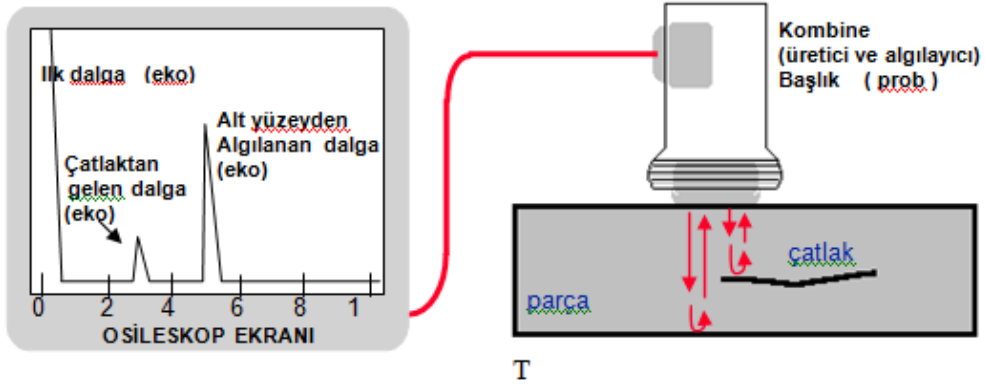 Ilk dalga (eko)
Alt yüzeyden
Algılanan dalga
(eko)
Çatlaktan
gelen dalga
(eko)
0 2 4 6 8 1
OSİLESKOP EKRANI
Kombine
(üretici ve algılayıcı)
Başlık ( prob )
çatlak
parça
T